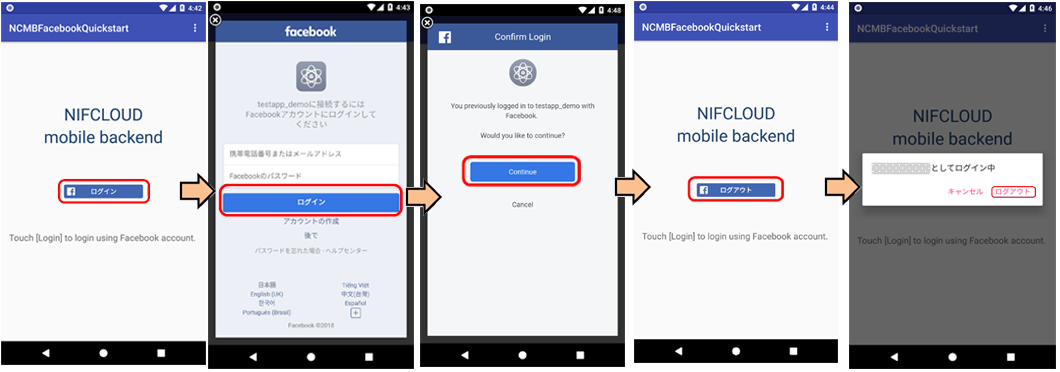 4:42
NCMBFacebookQuickstart
NIFCLOUD
mobile backend
ログイン
Touch [Login] to login using Facebook account.
4:43
facebook
testapp_demoに接続するには
Facebookアカウントにログインして
ください
携帯電話番号またはメールアドレス
Facebookのパスワード
ログイン
アカウントの作成
後で
パスワードを忘れた場合・ヘルプセンター
日本語
Tiếng Việt
English (UK)
中文(台灣)
한국어
Español
Português (Brasil)
Facebook ©2018
4:48
Confirm Login
You previously logged in to testapp_demo with
Facebook.
Would you like to continue?
Continue
Cancel
4:44
NCMBFacebookQuickstart
NIFCLOUD
mobile backend
ログアウト
Touch [Login] to login using Facebook account.
4:46
NCMBFacebookQuickstart
NIFCLOUD
mobile backend
としてログイン中
キャンセル
ログアウト
Touch [Login] to login using Facebook account.